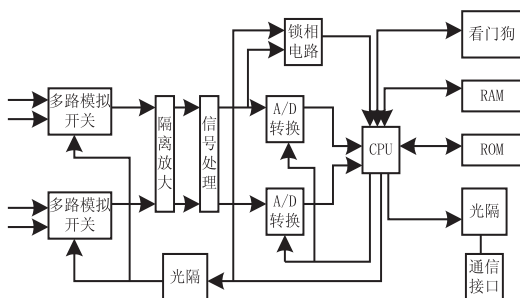 锁相
电路
看门狗
多路模拟
开关
隔离放大
信号处理
A/D
转换
RAM
CPU
ROM
多路模拟
开关
A/D
转换
光隔
光隔
通信
接口